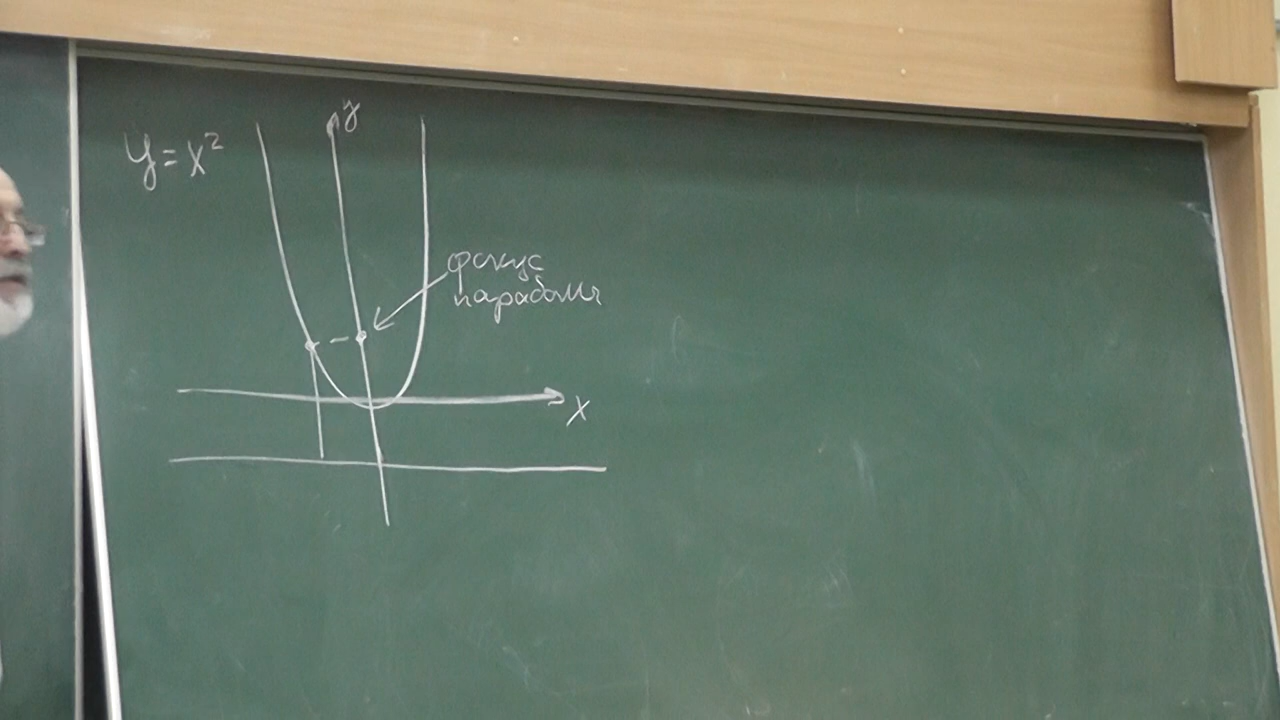 y = x²
y
фокус
параболы
x